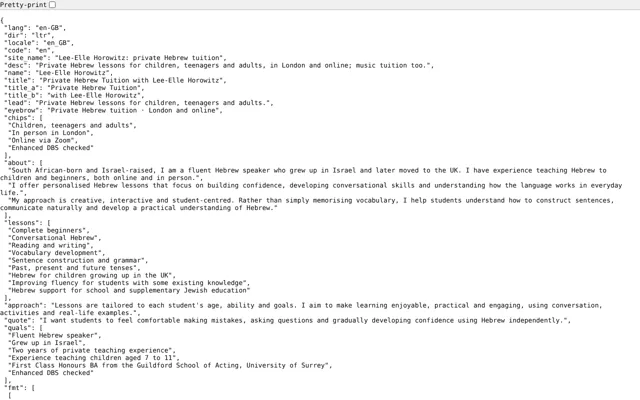 Pretty-print
{
"lang": "en-GB",
"dir": "ltr",
"locale": "en_GB",
"code": "en",
"site_name": "Lee-Elle Horowitz: private Hebrew tuition",
"desc": "Private Hebrew lessons for children, teenagers and adults, in London and online; music tuition too.",
"name": "Lee-Elle Horowitz",
"title": "Private Hebrew Tuition with Lee-Elle Horowitz",
"title_a": "Private Hebrew Tuition",
"title_b": "with Lee-Elle Horowitz",
"lead": "Private Hebrew lessons for children, teenagers and adults.",
"eyebrow": "Private Hebrew tuition · London and online",
"chips": [
"Children, teenagers and adults",
"In person in London",
"Online via Zoom",
"Enhanced DBS checked"
],
"about": [
"South African-born and Israel-raised, I am a fluent Hebrew speaker who grew up in Israel and later moved to the UK. I have experience teaching Hebrew to
children and beginners, both online and in person.",
"I offer personalised Hebrew lessons that focus on building confidence, developing conversational skills and understanding how the language works in everyday
life.",
"My approach is creative, interactive and student-centred. Rather than simply memorising vocabulary, I help students understand how to construct sentences,
communicate naturally and develop a practical understanding of Hebrew."
],
"lessons": [
"Complete beginners",
"Conversational Hebrew",
"Reading and writing",
"Vocabulary development",
"Sentence construction and grammar",
"Past, present and future tenses",
"Hebrew for children growing up in the UK",
"Improving fluency for students with some existing knowledge",
"Hebrew support for school and supplementary Jewish education"
],
"approach": "Lessons are tailored to each student's age, ability and goals. I aim to make learning enjoyable, practical and engaging, using conversation,
activities and real-life examples.",
"quote": "I want students to feel comfortable making mistakes, asking questions and gradually developing confidence using Hebrew independently.",
"quals": [
"Fluent Hebrew speaker",
"Grew up in Israel",
"Two years of private teaching experience",
"Experience teaching children aged 7 to 11",
"First Class Honours BA from the Guildford School of Acting, University of Surrey",
"Enhanced DBS checked"
],
"fmt": [
[